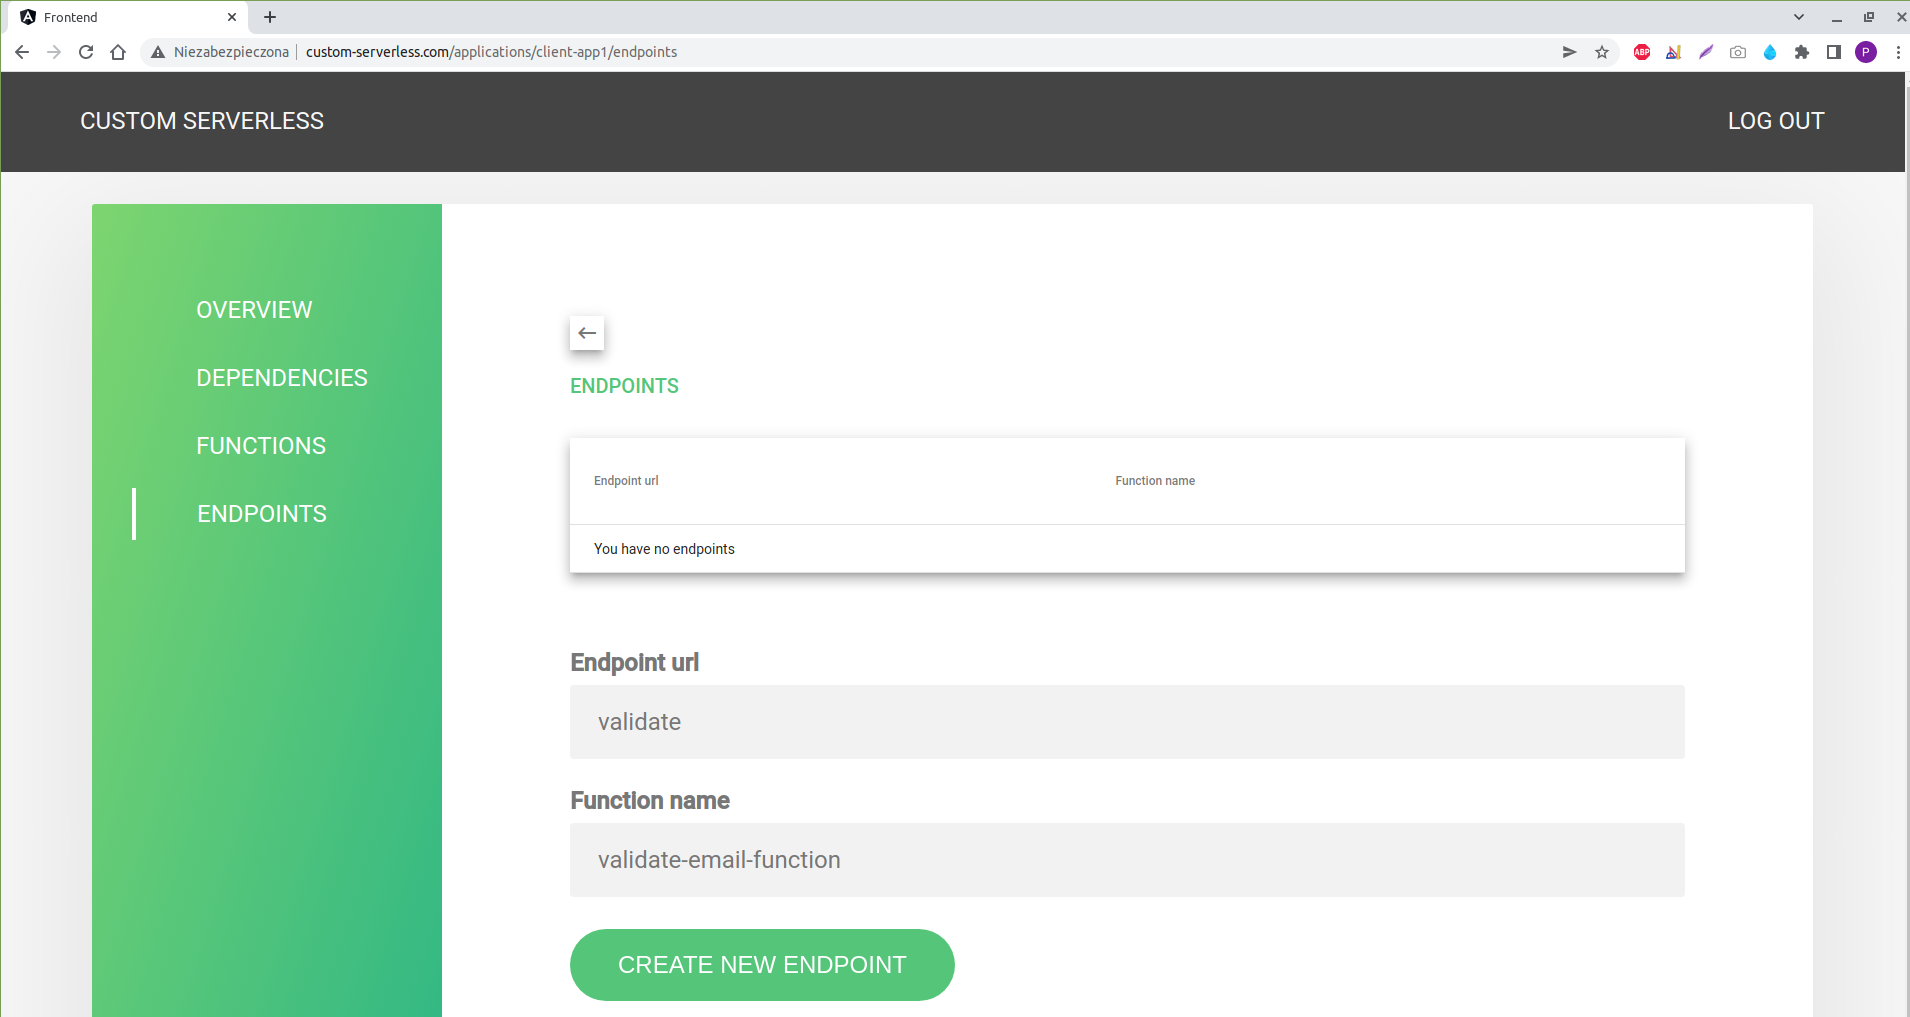 Frontend
Niezabezpieczona custom-serverless.com/applications/client-app1/endpoints
ABP
P
CUSTOM SERVERLESS
LOG OUT
OVERVIEW
DEPENDENCIES
FUNCTIONS
ENDPOINTS
ENDPOINTS
Endpoint url Function name
You have no endpoints
Endpoint url
validate
Function name
validate-email-function
CREATE NEW ENDPOINT